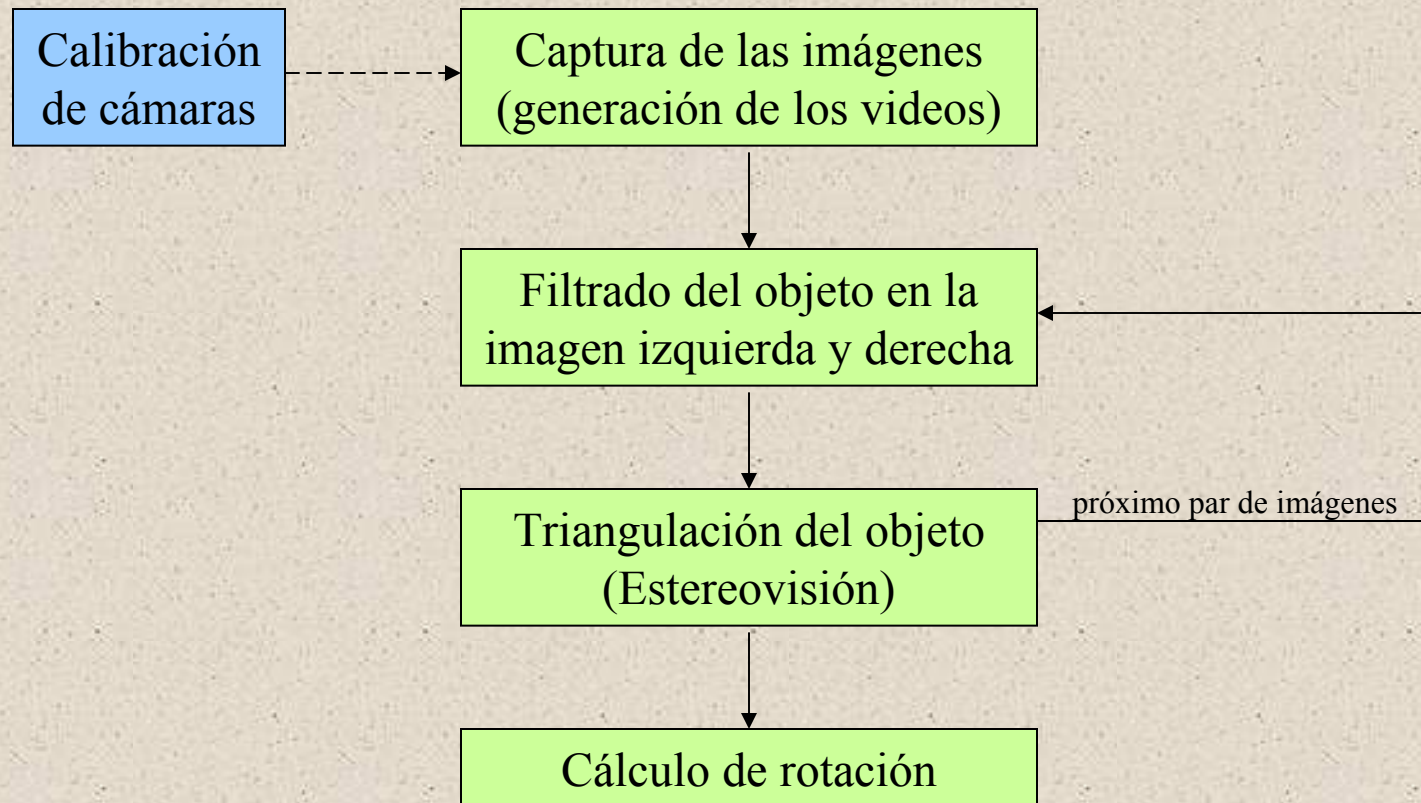 Calibración
de cámaras
Captura de las imágenes
(generación de los videos)
Filtrado del objeto en la
imagen izquierda y derecha
Triangulación del objeto
(Estereovisión)
próximo par de imágenes
Cálculo de rotación